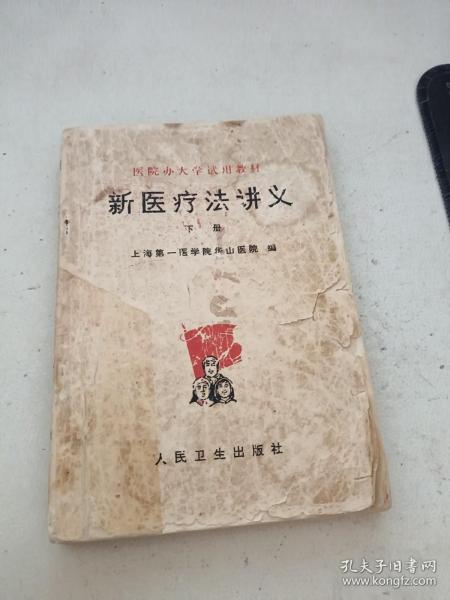 医院办大学试用教材
新医疗法讲义
下册
上海第一医学院华山医院 编
人民卫生出版社
孔夫子旧书网
www.kongfz.com